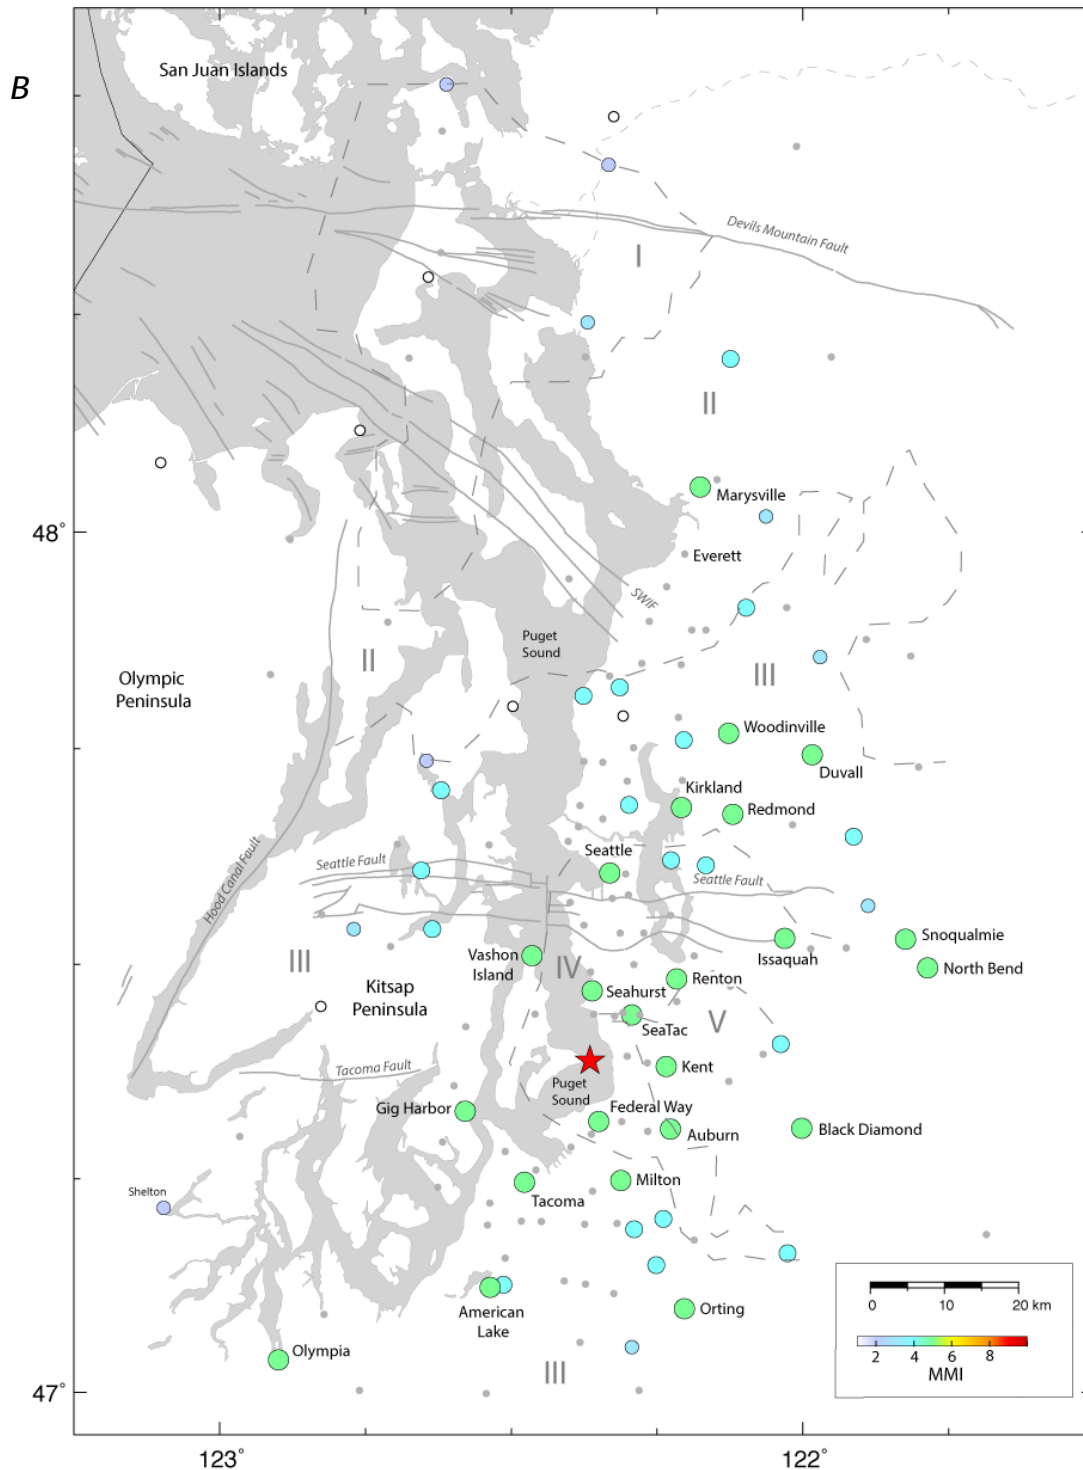 B
San Juan Islands
Devils Mountain Fault
I
II
Marysville
48°
Everett
SWIF
Puget
Sound
II
Olympic
Peninsula
III
Woodinville
Duvall
Kirkland
Redmond
Seattle
Seattle Fault
Seattle Fault
Hood Canal Fault
Snoqualmie
Issaquah
Vashon
Island
IV
III
North Bend
Kitsap
Peninsula
Renton
Seahurst
V
SeaTac
Tacoma Fault
Kent
Puget
Sound
Gig Harbor
Federal Way
Auburn
Black Diamond
Shelton
Milton
Tacoma
American
Lake
Orting
Olympia
III
0 10 20 km
2 4 6 8
MMI
47°
123° 122°